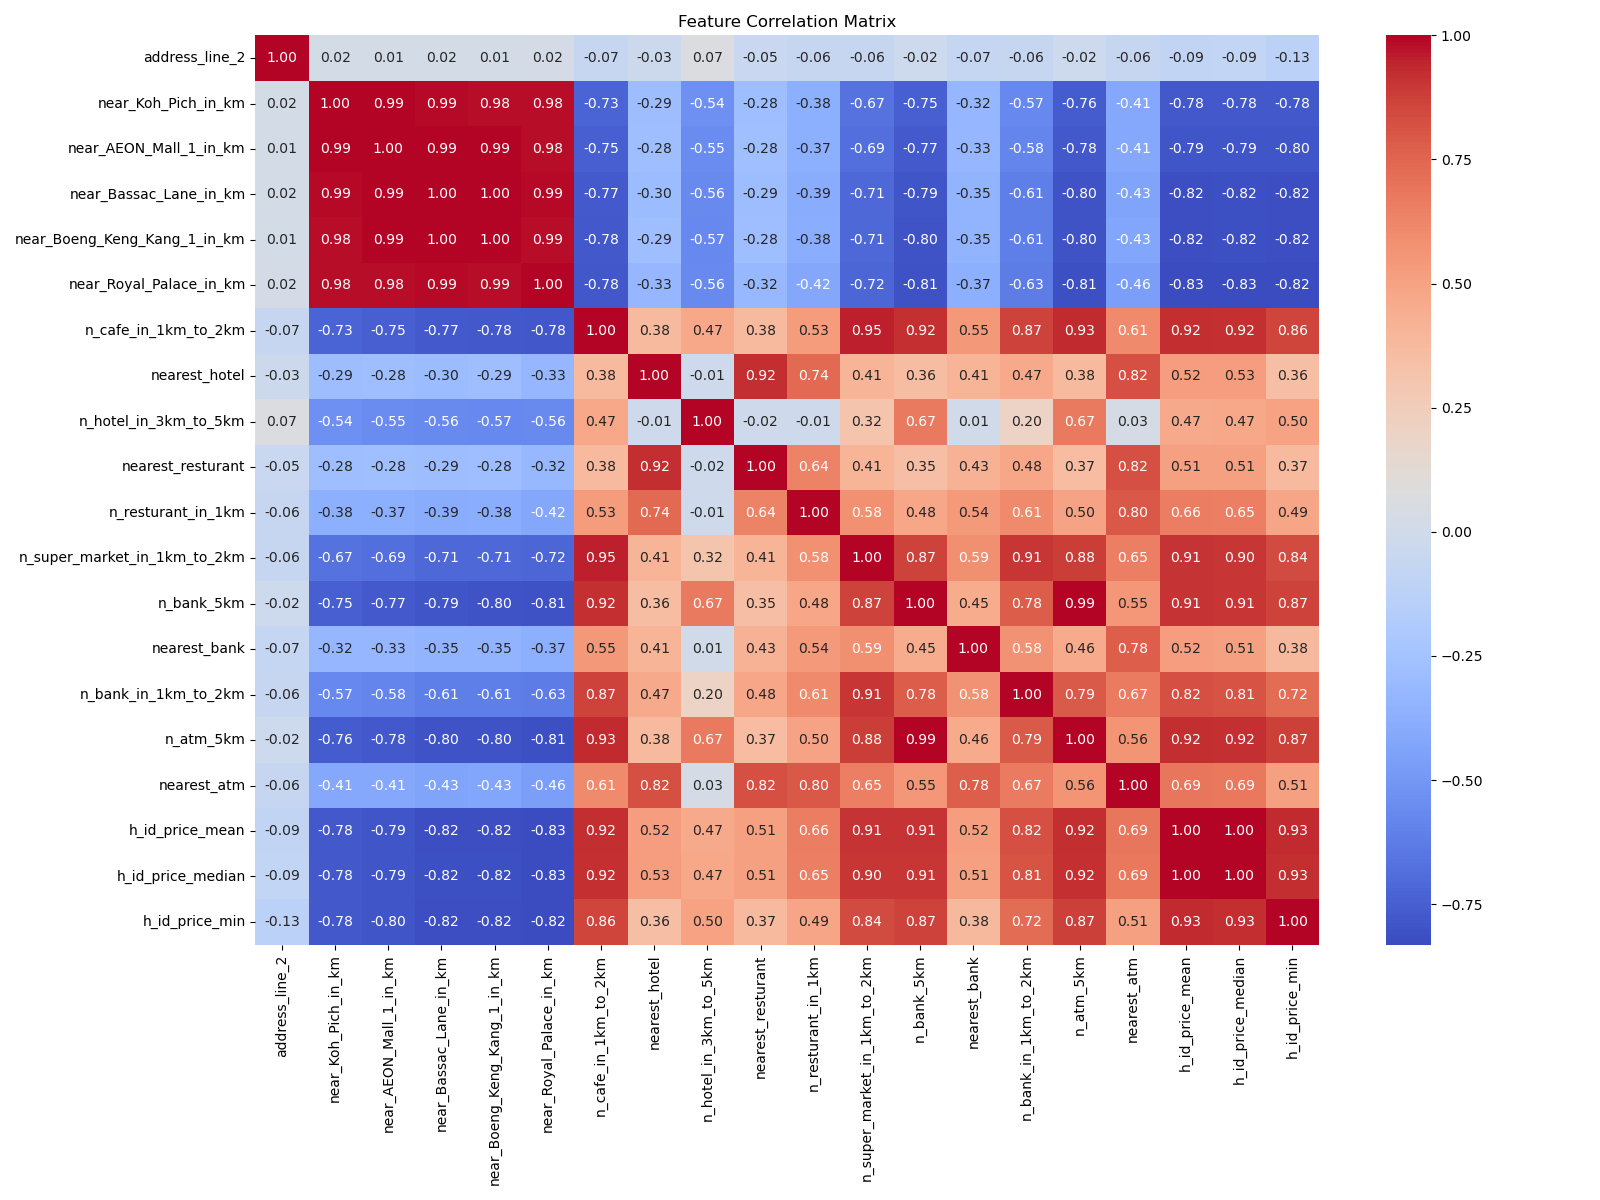 Feature Correlation Matrix
address_line_2 1.00 0.02 0.01 0.02 0.01 0.02 -0.07 -0.03 0.07 -0.05 -0.06 -0.06 -0.02 -0.07 -0.06 -0.02 -0.06 -0.09 -0.09 -0.13
near_Koh_Pich_in_km 0.02 1.00 0.99 0.99 0.98 0.98 -0.73 -0.29 -0.54 -0.28 -0.38 -0.67 -0.75 -0.32 -0.57 -0.76 -0.41 -0.78 -0.78 -0.78
near_AEON_Mall_1_in_km 0.01 0.99 1.00 0.99 0.99 0.98 -0.75 -0.28 -0.55 -0.28 -0.37 -0.69 -0.77 -0.33 -0.58 -0.78 -0.41 -0.79 -0.79 -0.80
near_Bassac_Lane_in_km 0.02 0.99 0.99 1.00 1.00 0.99 -0.77 -0.30 -0.56 -0.29 -0.39 -0.71 -0.79 -0.35 -0.61 -0.80 -0.43 -0.82 -0.82 -0.82
near_Boeng_Keng_Kang_1_in_km 0.01 0.98 0.99 1.00 1.00 0.99 -0.78 -0.29 -0.57 -0.28 -0.38 -0.71 -0.80 -0.35 -0.61 -0.80 -0.43 -0.82 -0.82 -0.82
near_Royal_Palace_in_km 0.02 0.98 0.98 0.99 0.99 1.00 -0.78 -0.33 -0.56 -0.32 -0.42 -0.72 -0.81 -0.37 -0.63 -0.81 -0.46 -0.83 -0.83 -0.82
n_cafe_in_1km_to_2km -0.07 -0.73 -0.75 -0.77 -0.78 -0.78 1.00 0.38 0.47 0.38 0.53 0.95 0.92 0.55 0.87 0.93 0.61 0.92 0.92 0.86
nearest_hotel -0.03 -0.29 -0.28 -0.30 -0.29 -0.33 0.38 1.00 -0.01 0.92 0.74 0.41 0.36 0.41 0.47 0.38 0.82 0.52 0.53 0.36
n_hotel_in_3km_to_5km 0.07 -0.54 -0.55 -0.56 -0.57 -0.56 0.47 -0.01 1.00 -0.02 -0.01 0.32 0.67 0.01 0.20 0.67 0.03 0.47 0.47 0.50
nearest_resturant -0.05 -0.28 -0.28 -0.29 -0.28 -0.32 0.38 0.92 -0.02 1.00 0.64 0.41 0.35 0.43 0.48 0.37 0.82 0.51 0.51 0.37
n_resturant_in_1km -0.06 -0.38 -0.37 -0.39 -0.38 -0.42 0.53 0.74 -0.01 0.64 1.00 0.58 0.48 0.54 0.61 0.50 0.80 0.66 0.65 0.49
n_super_market_in_1km_to_2km -0.06 -0.67 -0.69 -0.71 -0.71 -0.72 0.95 0.41 0.32 0.41 0.58 1.00 0.87 0.59 0.91 0.88 0.65 0.91 0.90 0.84
n_bank_5km -0.02 -0.75 -0.77 -0.79 -0.80 -0.81 0.92 0.36 0.67 0.35 0.48 0.87 1.00 0.45 0.78 0.99 0.55 0.91 0.91 0.87
nearest_bank -0.07 -0.32 -0.33 -0.35 -0.35 -0.37 0.55 0.41 0.01 0.43 0.54 0.59 0.45 1.00 0.58 0.46 0.78 0.52 0.51 0.38
n_bank_in_1km_to_2km -0.06 -0.57 -0.58 -0.61 -0.61 -0.63 0.87 0.47 0.20 0.48 0.61 0.91 0.78 0.58 1.00 0.79 0.67 0.82 0.81 0.72
n_atm_5km -0.02 -0.76 -0.78 -0.80 -0.80 -0.81 0.93 0.38 0.67 0.37 0.50 0.88 0.99 0.46 0.79 1.00 0.56 0.92 0.92 0.87
nearest_atm -0.06 -0.41 -0.41 -0.43 -0.43 -0.46 0.61 0.82 0.03 0.82 0.80 0.65 0.55 0.78 0.67 0.56 1.00 0.69 0.69 0.51
h_id_price_mean -0.09 -0.78 -0.79 -0.82 -0.82 -0.83 0.92 0.52 0.47 0.51 0.66 0.91 0.91 0.52 0.82 0.92 0.69 1.00 1.00 0.93
h_id_price_median -0.09 -0.78 -0.79 -0.82 -0.82 -0.83 0.92 0.53 0.47 0.51 0.65 0.90 0.91 0.51 0.81 0.92 0.69 1.00 1.00 0.93
h_id_price_min -0.13 -0.78 -0.80 -0.82 -0.82 -0.82 0.86 0.36 0.50 0.37 0.49 0.84 0.87 0.38 0.72 0.87 0.51 0.93 0.93 1.00
address_line_2
near_Koh_Pich_in_km
near_AEON_Mall_1_in_km
near_Bassac_Lane_in_km
near_Boeng_Keng_Kang_1_in_km
near_Royal_Palace_in_km
n_cafe_in_1km_to_2km
nearest_hotel
n_hotel_in_3km_to_5km
nearest_resturant
n_resturant_in_1km
n_super_market_in_1km_to_2km
n_bank_5km
nearest_bank
n_bank_in_1km_to_2km
n_atm_5km
nearest_atm
h_id_price_mean
h_id_price_median
h_id_price_min
1.00
0.75
0.50
0.25
0.00
−0.25
−0.50
−0.75